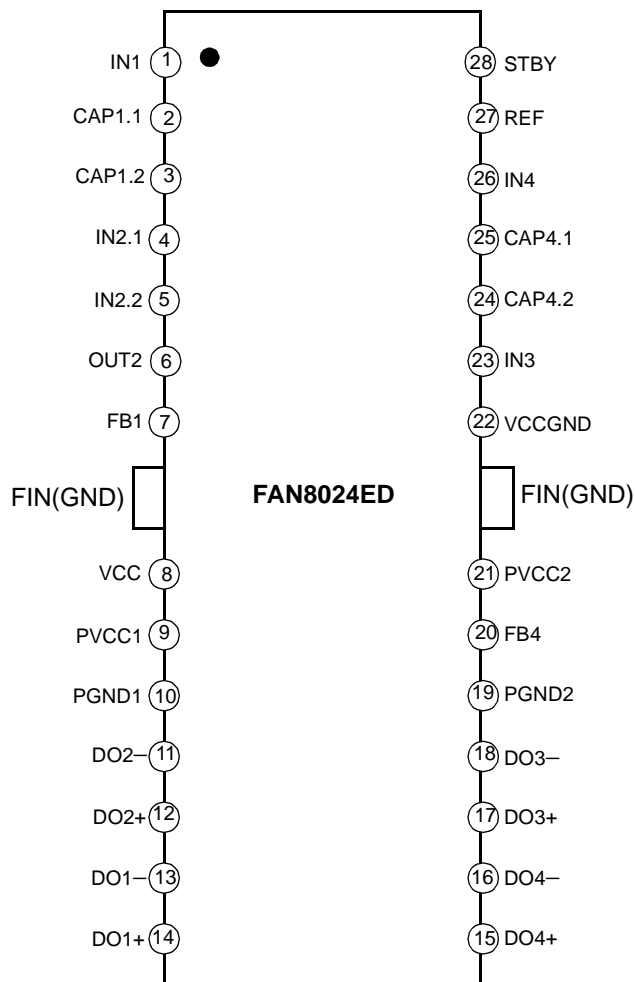 IN1 1 28 STBY
CAP1.1 2 27 REF
CAP1.2 3 26 IN4
IN2.1 4 25 CAP4.1
IN2.2 5 24 CAP4.2
OUT2 6 23 IN3
FB1 7 22 VCCGND
FIN(GND) FAN8024ED FIN(GND)
VCC 8 21 PVCC2
PVCC1 9 20 FB4
PGND1 10 19 PGND2
DO2− 11 18 DO3−
DO2+ 12 17 DO3+
DO1− 13 16 DO4−
DO1+ 14 15 DO4+